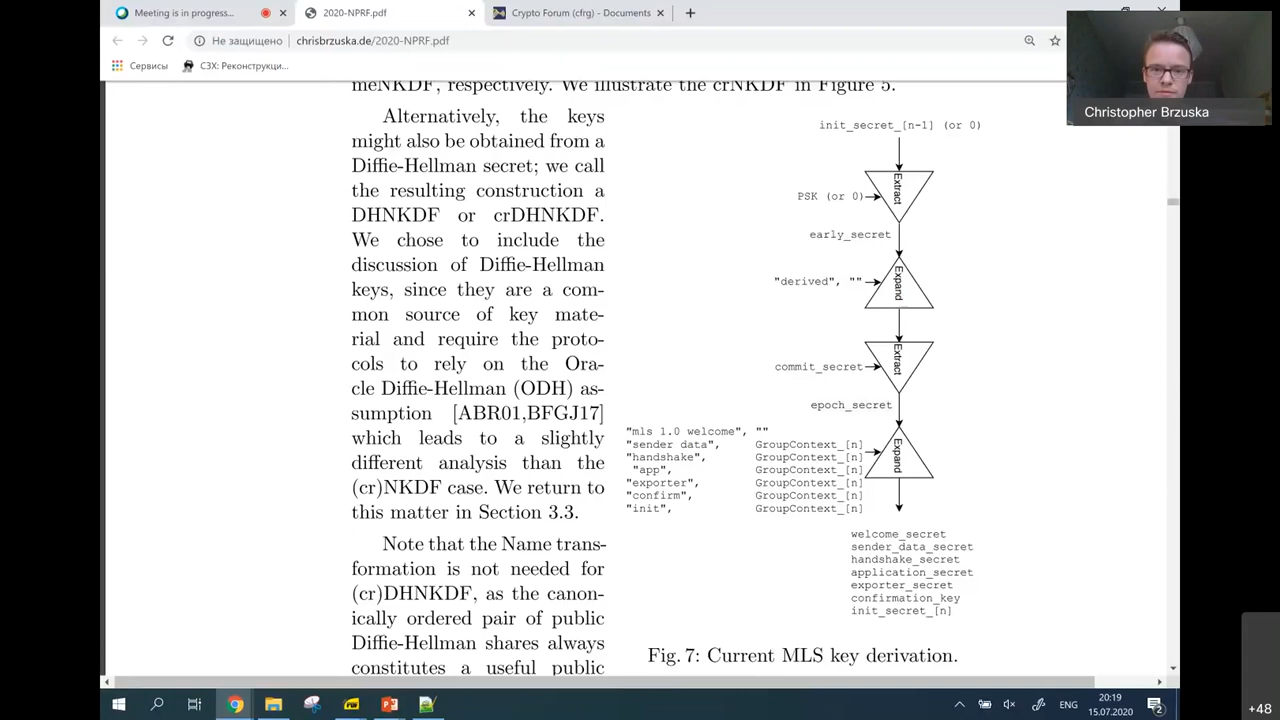 Meeting is in progress...
2020-NPRF.pdf
Crypto Forum (cfrg) - Documents
Не защищено
chrisbrzuska.de/2020-NPRF.pdf
Сервисы
СЗХ: Реконструкци...
Christopher Brzuska
meNKDF, respectively. We illustrate the crNKDF in Figure 5.
Alternatively, the keys
might also be obtained from a
Diffie-Hellman secret; we call
the resulting construction a
DHNKDF or crDHNKDF.
We chose to include the
discussion of Diffie-Hellman
keys, since they are a com-
mon source of key mate-
rial and require the proto-
cols to rely on the Ora-
cle Diffie-Hellman (ODH) as-
sumption [ABR01,BFGJ17]
which leads to a slightly
different analysis than the
(cr)NKDF case. We return to
this matter in Section 3.3.
Note that the Name trans-
formation is not needed for
(cr)DHNKDF, as the canon-
ically ordered pair of public
Diffie-Hellman shares always
constitutes a useful public
init_secret_[n-1] (or 0)
Extract
PSK (or 0)
early_secret
Expand
"derived", ""
Extract
commit_secret
epoch_secret
Expand
"mls 1.0 welcome", ""
"sender data", GroupContext_[n]
"handshake", GroupContext_[n]
"app", GroupContext_[n]
"exporter", GroupContext_[n]
"confirm", GroupContext_[n]
"init", GroupContext_[n]
welcome_secret
sender_data_secret
handshake_secret
application_secret
exporter_secret
confirmation_key
init_secret_[n]
Fig. 7: Current MLS key derivation.
ENG
20:19
15.07.2020
2
+48